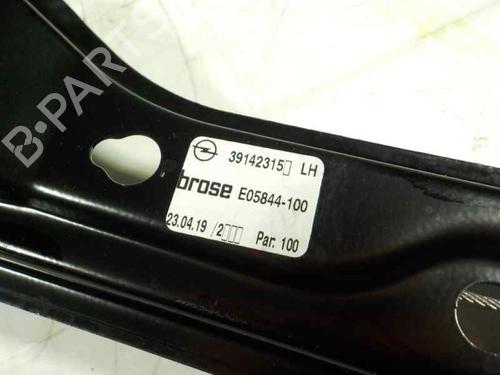 B-PARTS
39142315▯ LH
brose E05844-100
23.04.19 /2▯▯▯ Par. 100